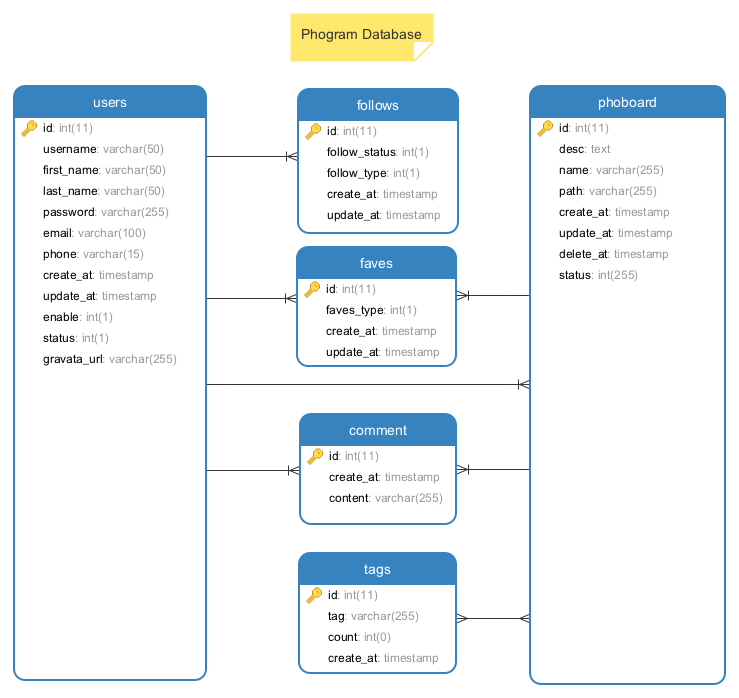 Phogram Database
users
id: int(11)
username: varchar(50)
first_name: varchar(50)
last_name: varchar(50)
password: varchar(255)
email: varchar(100)
phone: varchar(15)
create_at: timestamp
update_at: timestamp
enable: int(1)
status: int(1)
gravata_url: varchar(255)
follows
id: int(11)
follow_status: int(1)
follow_type: int(1)
create_at: timestamp
update_at: timestamp
faves
id: int(11)
faves_type: int(1)
create_at: timestamp
update_at: timestamp
comment
id: int(11)
create_at: timestamp
content: varchar(255)
tags
id: int(11)
tag: varchar(255)
count: int(0)
create_at: timestamp
phoboard
id: int(11)
desc: text
name: varchar(255)
path: varchar(255)
create_at: timestamp
update_at: timestamp
delete_at: timestamp
status: int(255)